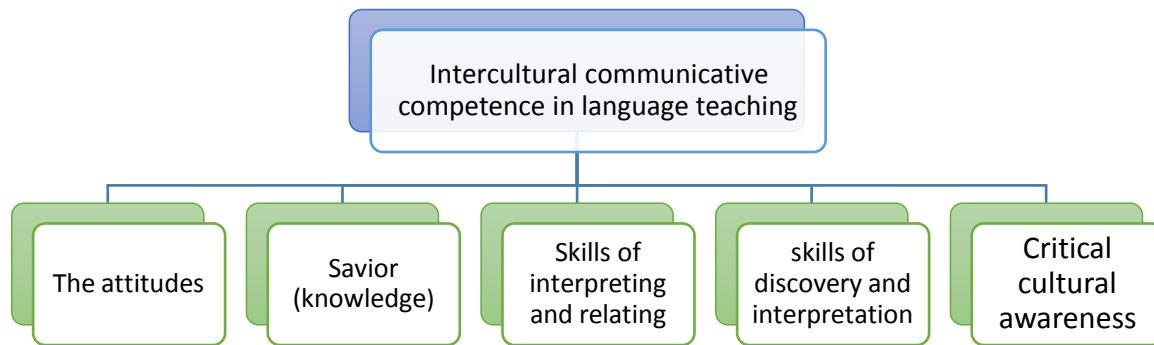 Intercultural communicative
competence in language teaching
The attitudes
Savior
(knowledge)
Skills of
interpreting
and relating
skills of
discovery and
interpretation
Critical
cultural
awareness